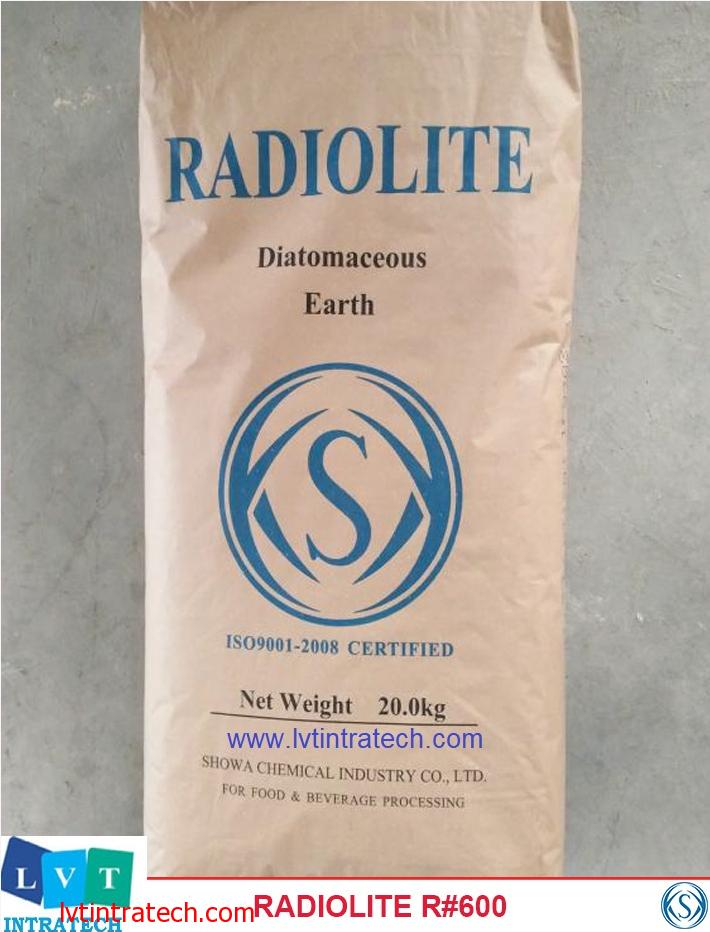 RADIOLITE
Diatomaceous
Earth
S
ISO9001-2008 CERTIFIED
Net Weight 20.0kg
www.lvtintratech.com
SHOWA CHEMICAL INDUSTRY CO., LTD.
FOR FOOD & BEVERAGE PROCESSING
LVT
INTRATECH
lvtintratech.com
RADIOLITE R#600
S